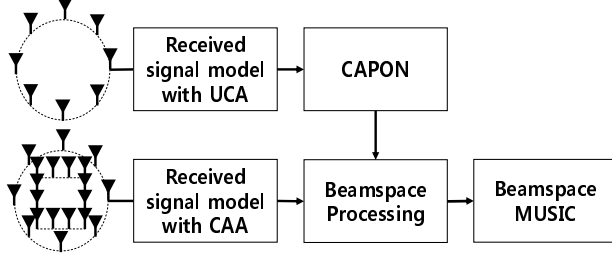 Received
signal model
with UCA
CAPON
Received
signal model
with CAA
Beamspace
Processing
Beamspace
MUSIC